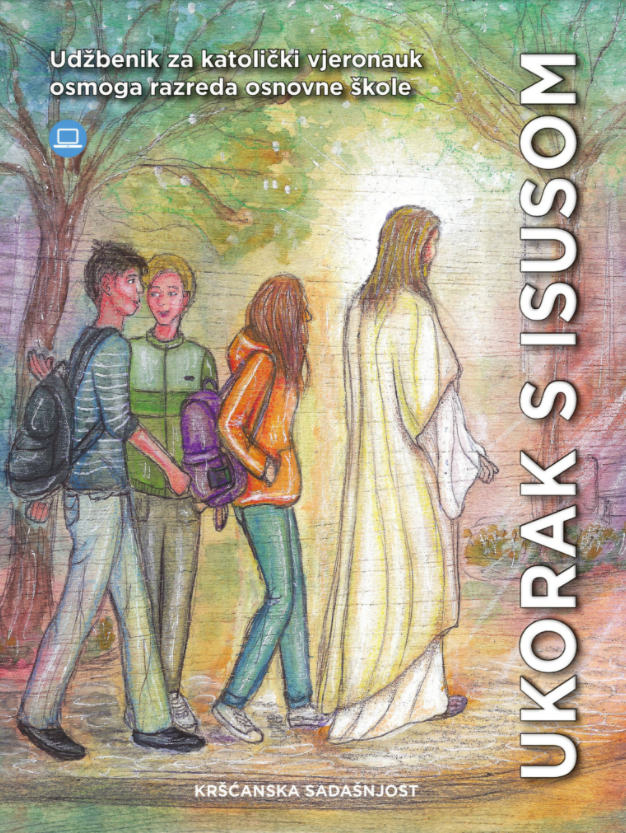 Udžbenik za katolički vjeronauk
osmoga razreda osnovne škole
UKORAK S ISUSOM
KRŠĆANSKA SADAŠNJOST